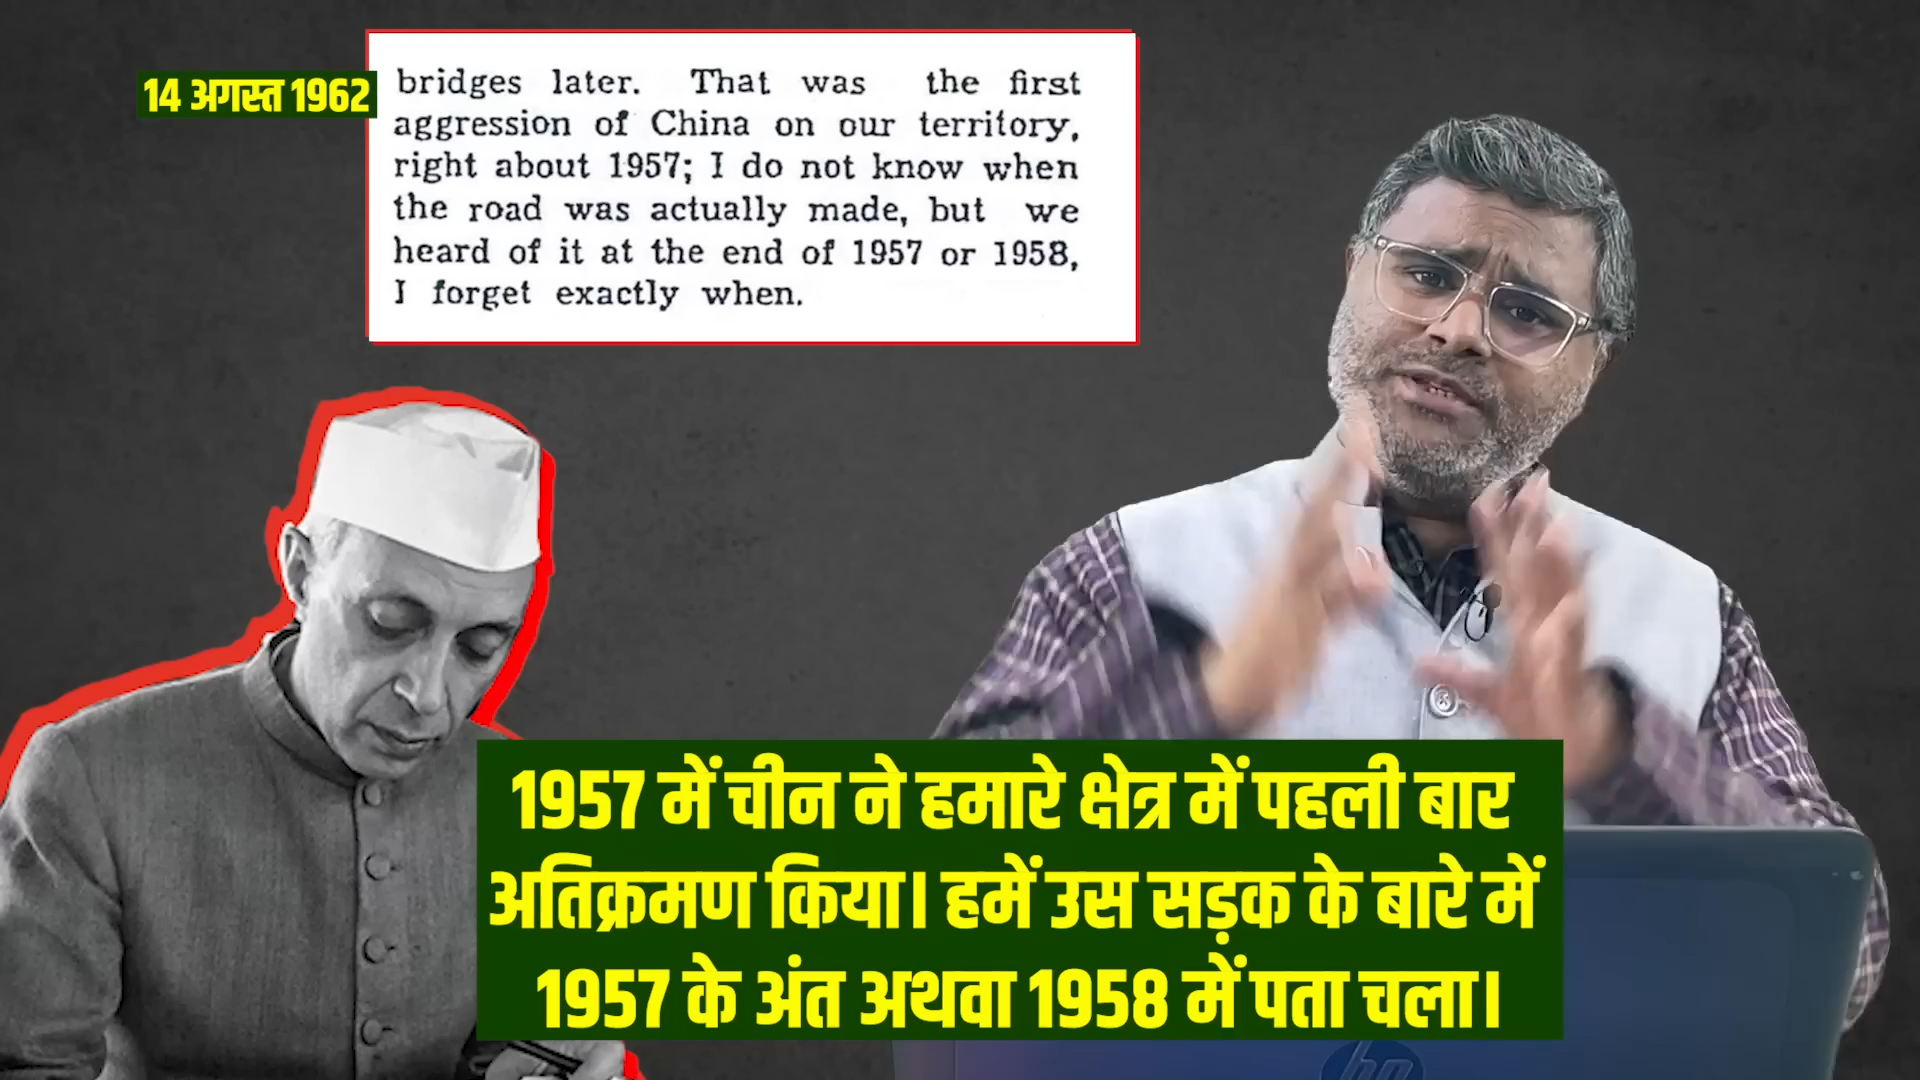 14 अगस्त 1962
bridges later. That was the first
aggression of China on our territory,
right about 1957; I do not know when
the road was actually made, but we
heard of it at the end of 1957 or 1958,
I forget exactly when.
1957 में चीन ने हमारे क्षेत्र में पहली बार
अतिक्रमण किया। हमें उस सड़क के बारे में
1957 के अंत अथवा 1958 में पता चला।
hp